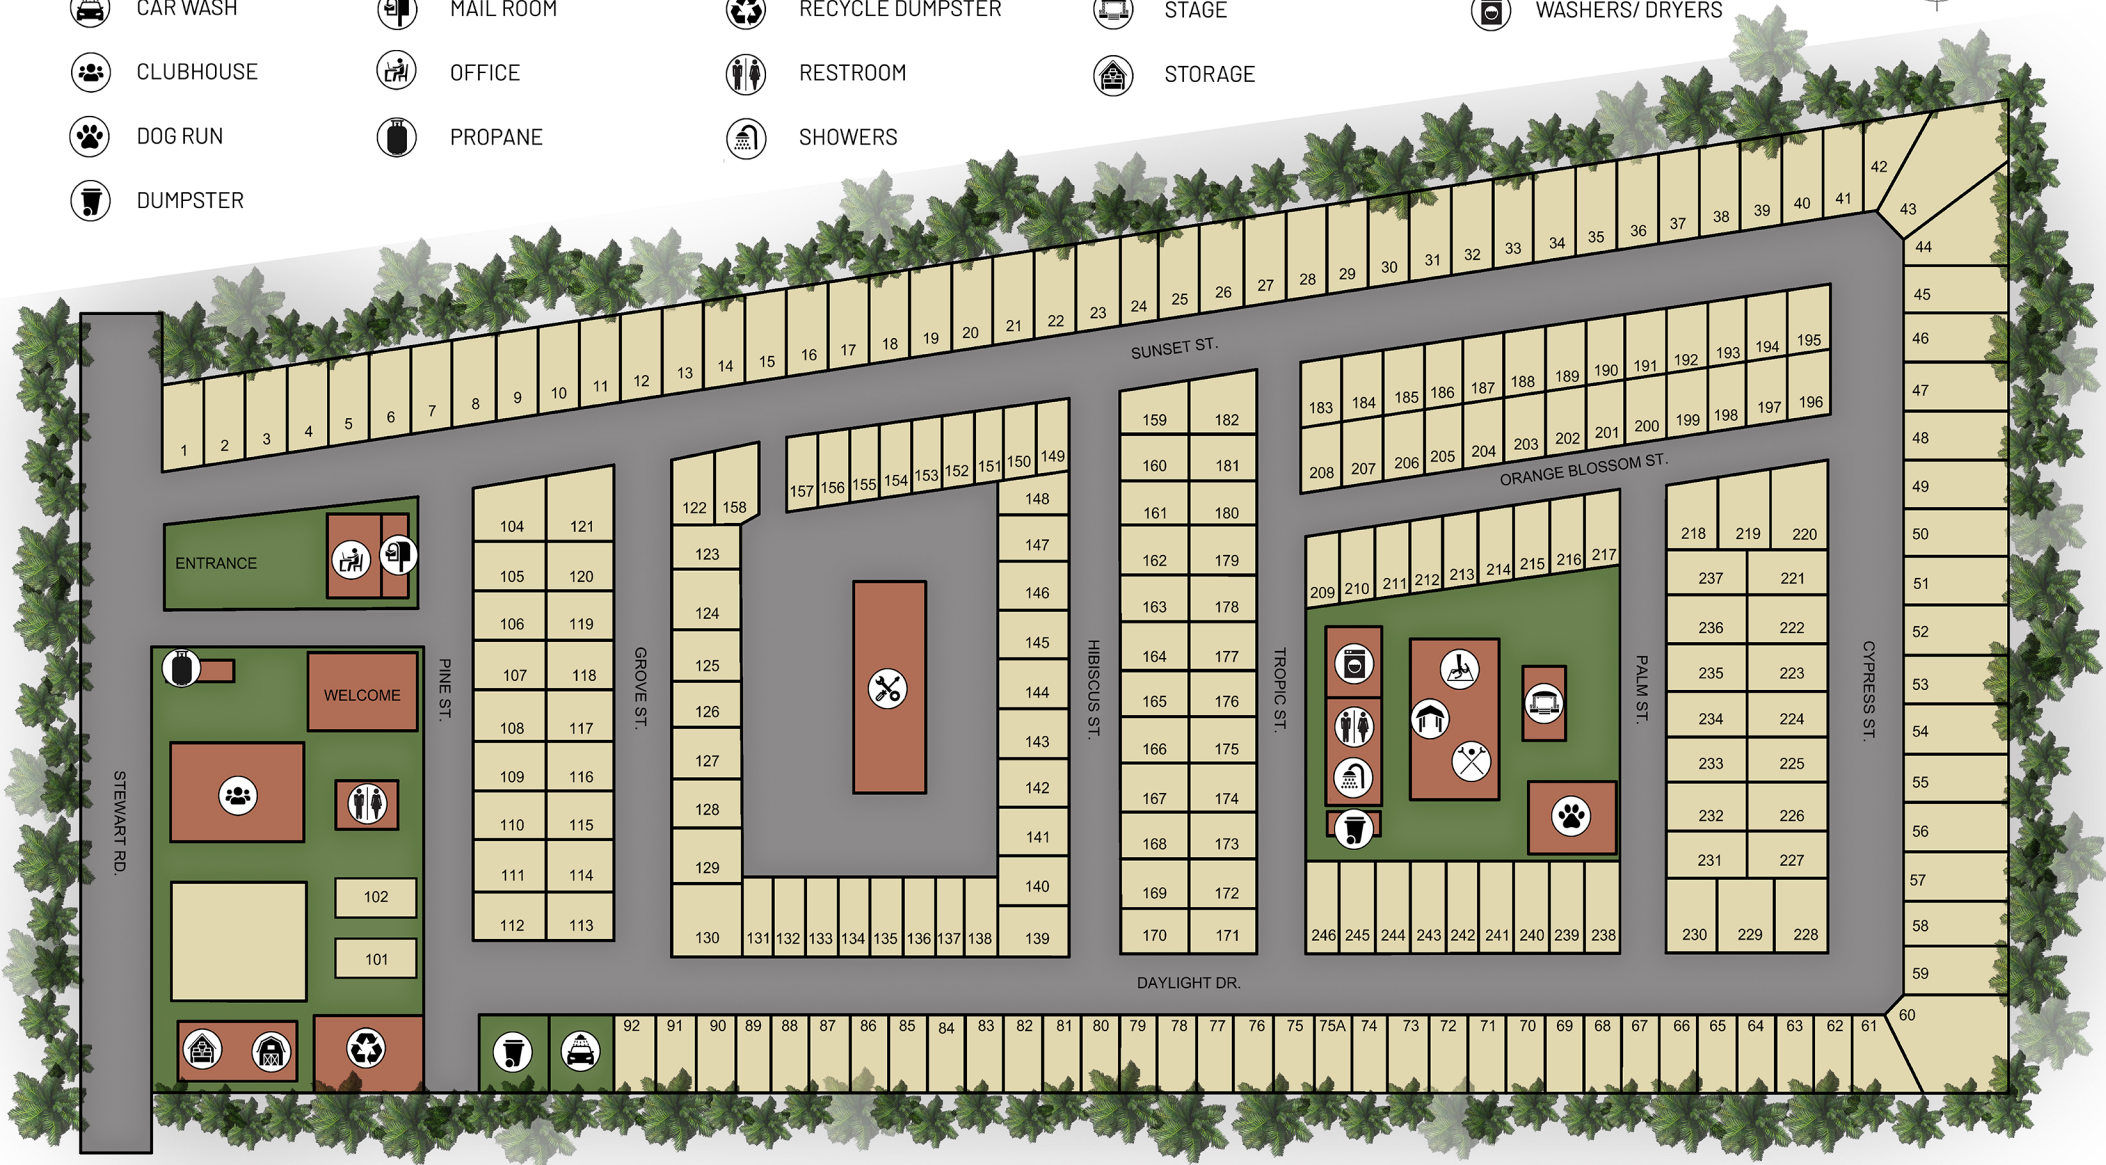 CAR WASH
MAIL ROOM
RECYCLE DUMPSTER
STAGE
WASHERS/ DRYERS
CLUBHOUSE
OFFICE
RESTROOM
STORAGE
DOG RUN
PROPANE
SHOWERS
DUMPSTER
1 2 3 4 5 6 7 8 9 10 11 12 13 14 15 16 17 18 19 20 21 22 23 24 25 26 27 28 29 30 31 32 33 34 35 36 37 38 39 40 41 42 43
44
45
46
47
48
49
50
51
52
53
54
55
56
57
58
59
60
SUNSET ST.
183 184 185 186 187 188 189 190 191 192 193 194 195
208 207 206 205 204 203 202 201 200 199 198 197 196
ORANGE BLOSSOM ST.
ENTRANCE
WELCOME
102
101
STEWART RD.
PINE ST.
104 121
105 120
106 119
107 118
108 117
109 116
110 115
111 114
112 113
GROVE ST.
122 158
123
124
125
126
127
128
129
130 131 132 133 134 135 136 137 138 139
157 156 155 154 153 152 151 150 149
148
147
146
145
144
143
142
141
140
HIBISCUS ST.
159 182
160 181
161 180
162 179
163 178
164 177
165 176
166 175
167 174
168 173
169 172
170 171
TROPIC ST.
209 210 211 212 213 214 215 216 217
246 245 244 243 242 241 240 239 238
PALM ST.
218 219 220
237 221
236 222
235 223
234 224
233 225
232 226
231 227
230 229 228
CYPRESS ST.
DAYLIGHT DR.
92 91 90 89 88 87 86 85 84 83 82 81 80 79 78 77 76 75 75A 74 73 72 71 70 69 68 67 66 65 64 63 62 61